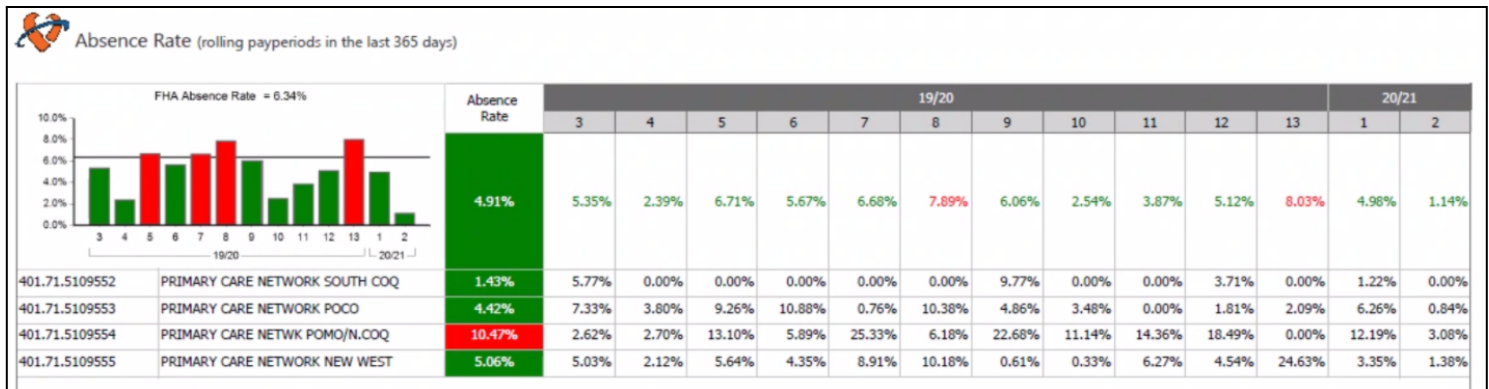 Absence Rate (rolling payperiods in the last 365 days)
FHA Absence Rate = 6.34%
10.0%
8.0%
6.0%
4.0%
2.0%
0.0%
3 4 5 6 7 8 9 10 11 12 13 1 2
19/20 20/21
Absence Rate 19/20 20/21
3 4 5 6 7 8 9 10 11 12 13 1 2
4.91% 5.35% 2.39% 6.71% 5.67% 6.68% 7.89% 6.06% 2.54% 3.87% 5.12% 8.03% 4.98% 1.14%
401.71.5109552 PRIMARY CARE NETWORK SOUTH COQ 1.43% 5.77% 0.00% 0.00% 0.00% 0.00% 0.00% 9.77% 0.00% 0.00% 3.71% 0.00% 1.22% 0.00%
401.71.5109553 PRIMARY CARE NETWORK POCO 4.42% 7.33% 3.80% 9.26% 10.88% 0.76% 10.38% 4.86% 3.48% 0.00% 1.81% 2.09% 6.26% 0.84%
401.71.5109554 PRIMARY CARE NETWK POMO/N.COQ 10.47% 2.62% 2.70% 13.10% 5.89% 25.33% 6.18% 22.68% 11.14% 14.36% 18.49% 0.00% 12.19% 3.08%
401.71.5109555 PRIMARY CARE NETWORK NEW WEST 5.06% 5.03% 2.12% 5.64% 4.35% 8.91% 10.18% 0.61% 0.33% 6.27% 4.54% 24.63% 3.35% 1.38%